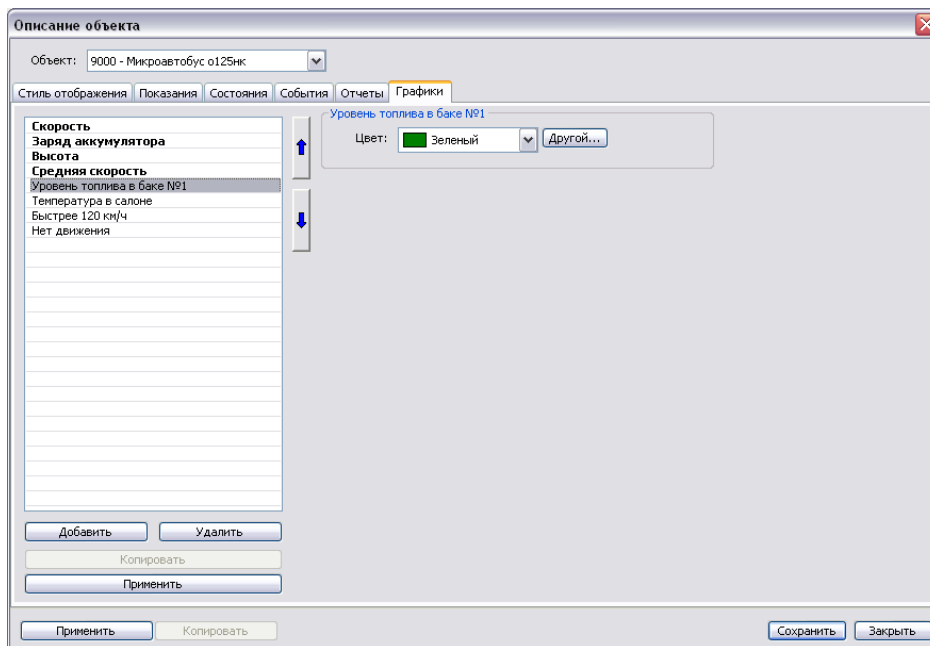 Описание объекта
Объект: 9000 - Микроавтобус о125нк
Стиль отображения Показания Состояния События Отчеты Графики
Скорость
Заряд аккумулятора
Высота
Средняя скорость
Уровень топлива в баке №1
Температура в салоне
Быстрее 120 км/ч
Нет движения
Уровень топлива в баке №1
Цвет: Зеленый Другой...
Добавить Удалить
Копировать
Применить
Применить Копировать Сохранить Закрыть